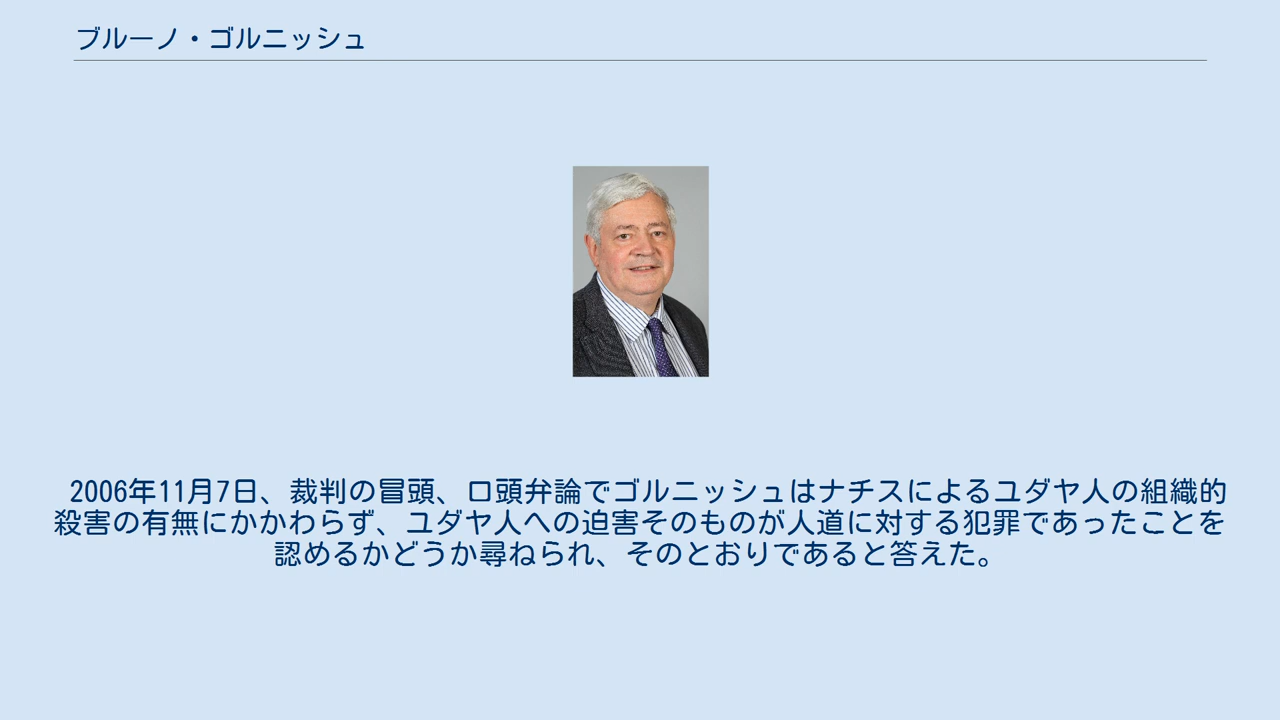 ブルーノ・ゴルニッシュ
2006年11月7日、裁判の冒頭、口頭弁論でゴルニッシュはナチスによるユダヤ人の組織的
殺害の有無にかかわらず、ユダヤ人への迫害そのものが人道に対する犯罪であったことを
認めるかどうか尋ねられ、そのとおりであると答えた。